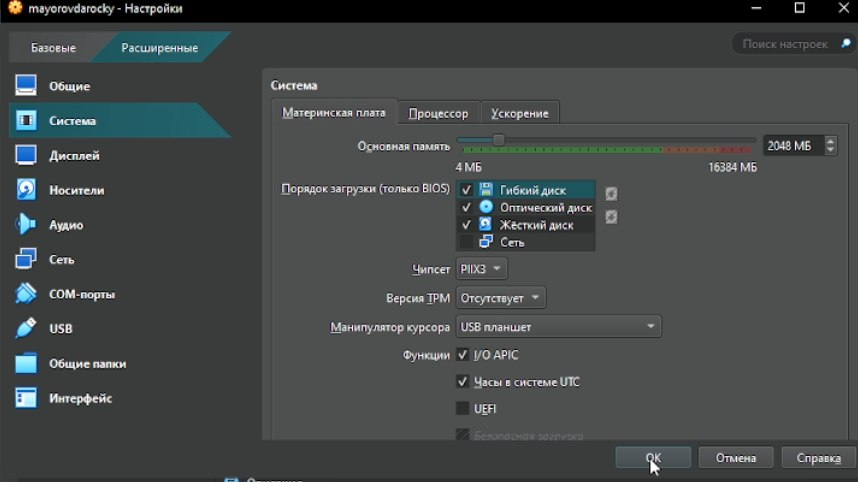 mayorovdarocky - Настройки
Базовые
Расширенные
Поиск настроек
Общие
Система
Дисплей
Носители
Аудио
Сеть
COM-порты
USB
Общие папки
Интерфейс
Система
Материнская плата
Процессор
Ускорение
Основная память
2048 МБ
4 МБ
16384 МБ
Порядок загрузки (только BIOS)
Гибкий диск
Оптический диск
Жёсткий диск
Сеть
Чипсет
PIIX3
Версия TPM
Отсутствует
Манипулятор курсора
USB планшет
Функции
I/O APIC
Часы в системе UTC
UEFI
Безопасная загрузка
OK
Отмена
Справка